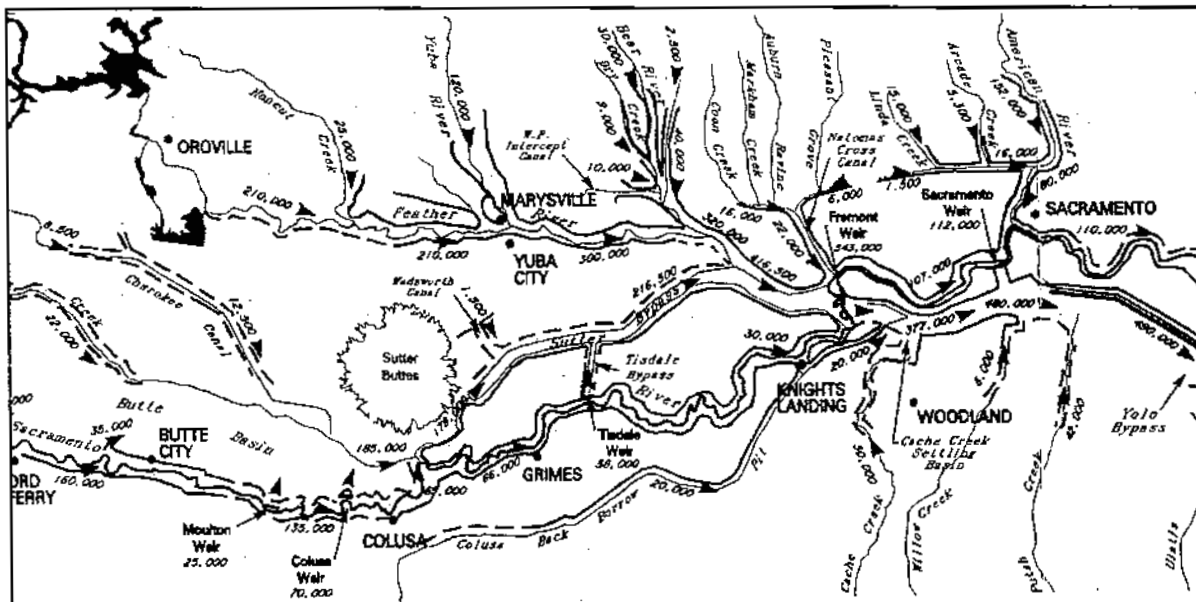 Yuba
River
120,000
Honcut
Creek
25,000
OROVILLE
210,000
Feather
River
MARYSVILLE
210,000
YUBA
CITY
300,000
30,000
Bear
River
Dry
Creek
9,000
2,500
40,000
W.P.
Intercept
Canal
10,000
Coon Creek
Markham
Creek
Auburn
Ravine
Pleasant
Grove
Natomas
Cross
Canal
16,000
22,000
6,000
320,000
416,500
Fremont
Weir
343,000
Linda
Creek
15,000
Arcade
Creek
5,300
16,000
1,500
American
River
152,000
180,000
Sacramento
Weir
112,000
SACRAMENTO
110,000
107,000
480,000
377,000
490,000
8,500
Cherokee
Canal
12,500
Creek
22,000
Wadsworth
Canal
1,500
216,500
Sutter
Bypass
Sutter
Buttes
Tisdale
Bypass
River
30,000
20,000
KNIGHTS
LANDING
WOODLAND
6,000
Cache Creek
Settling
Basin
Yolo
Bypass
Butte
Basin
185,000
Sacramento
35,000
BUTTE
CITY
ORD
FERRY
160,000
Moulton
Weir
25,000
135,000
Colusa
Weir
70,000
COLUSA
65,000
66,000
GRIMES
Tisdale
Weir
38,000
Colusa
Back
Borrow
Pit
20,000
Cache
Creek
30,000
Willow
Creek
Putah
Creek